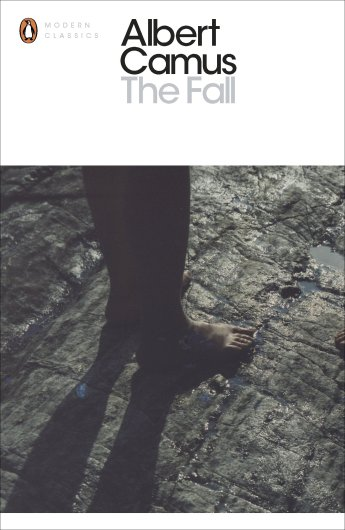 MODERN
CLASSICS
Albert
Camus
The Fall